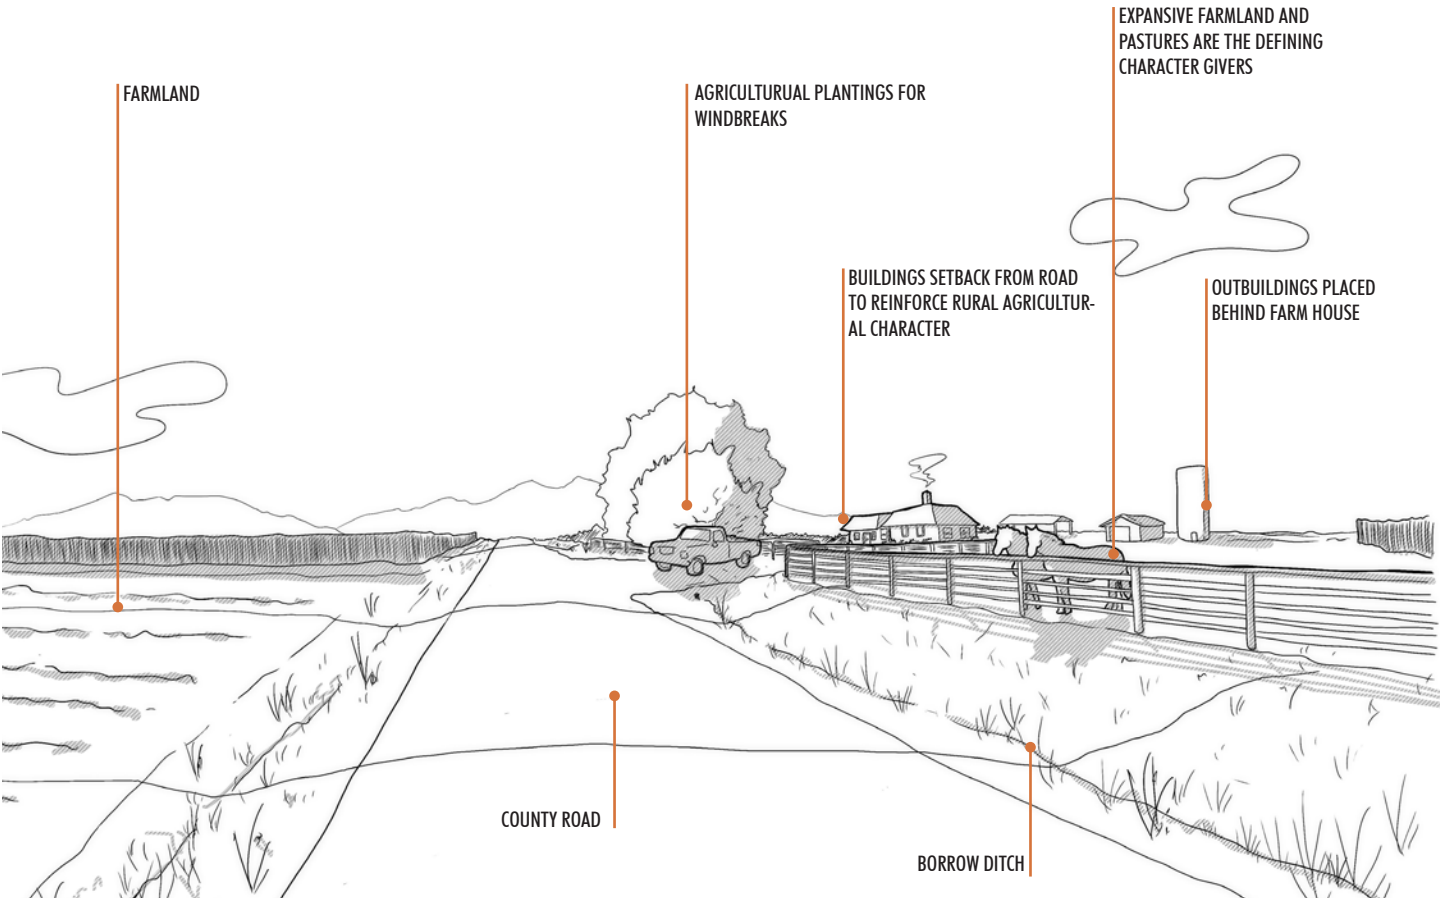 EXPANSIVE FARMLAND AND
PASTURES ARE THE DEFINING
CHARACTER GIVERS
FARMLAND
AGRICULTURUAL PLANTINGS FOR
WINDBREAKS
BUILDINGS SETBACK FROM ROAD
TO REINFORCE RURAL AGRICULTUR-
AL CHARACTER
OUTBUILDINGS PLACED
BEHIND FARM HOUSE
COUNTY ROAD
BORROW DITCH